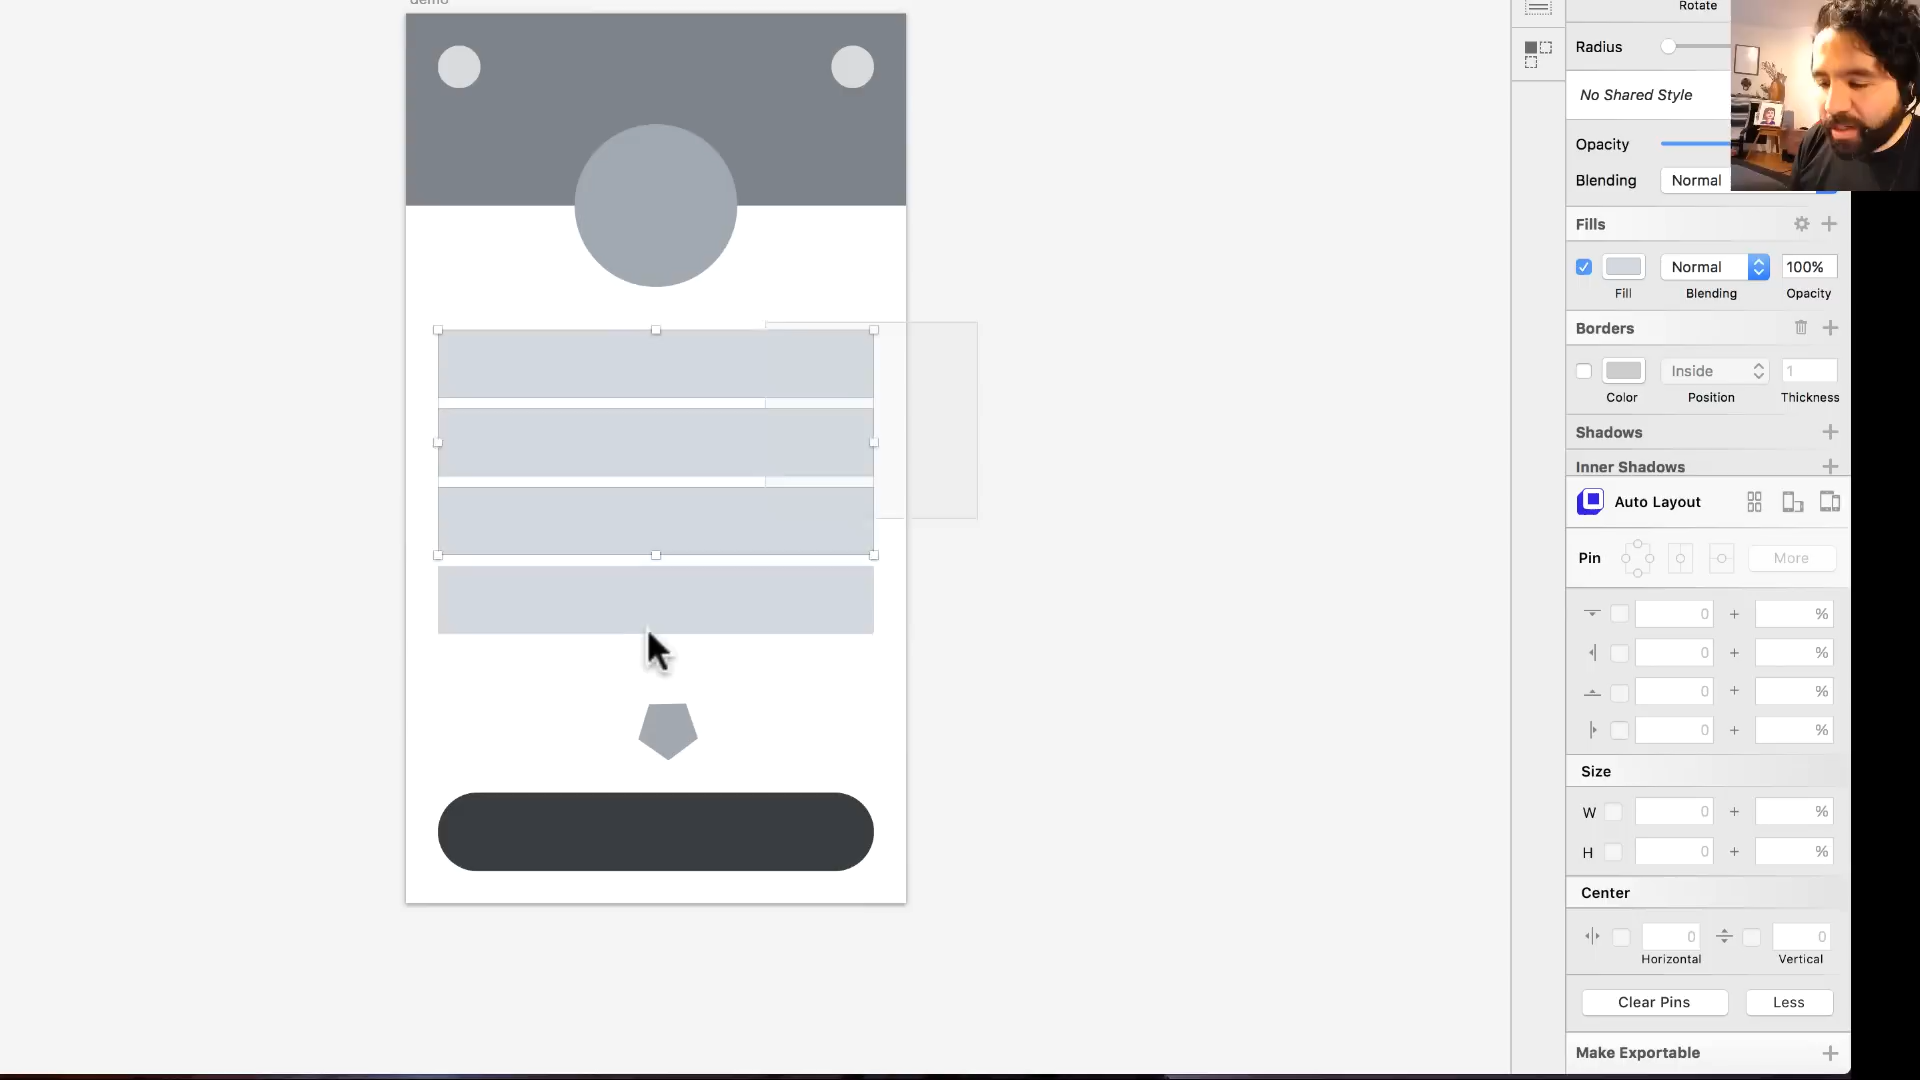 demo
Rotate
Radius
No Shared Style
Opacity
Blending Normal
Fills
Normal 100%
Fill Blending Opacity
Borders
Inside 1
Color Position Thickness
Shadows
Inner Shadows
Auto Layout
Pin More
0 + %
0 + %
0 + %
0 + %
Size
W 0 + %
H 0 + %
Center
0 0
Horizontal Vertical
Clear Pins Less
Make Exportable